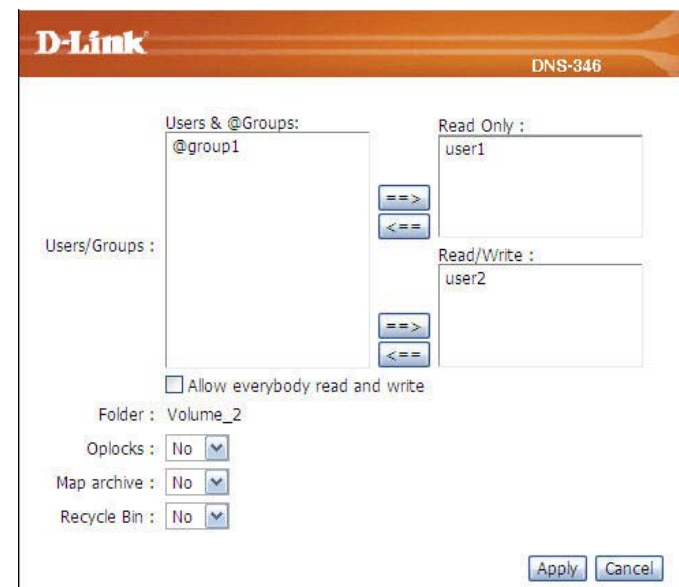 D-Link
DNS-346
Users/Groups :
Users & @Groups:
@group1
==>
<==
==>
<==
Read Only :
user1
Read/Write :
user2
Allow everybody read and write
Folder : Volume_2
Oplocks : No
Map archive : No
Recycle Bin : No
Apply Cancel